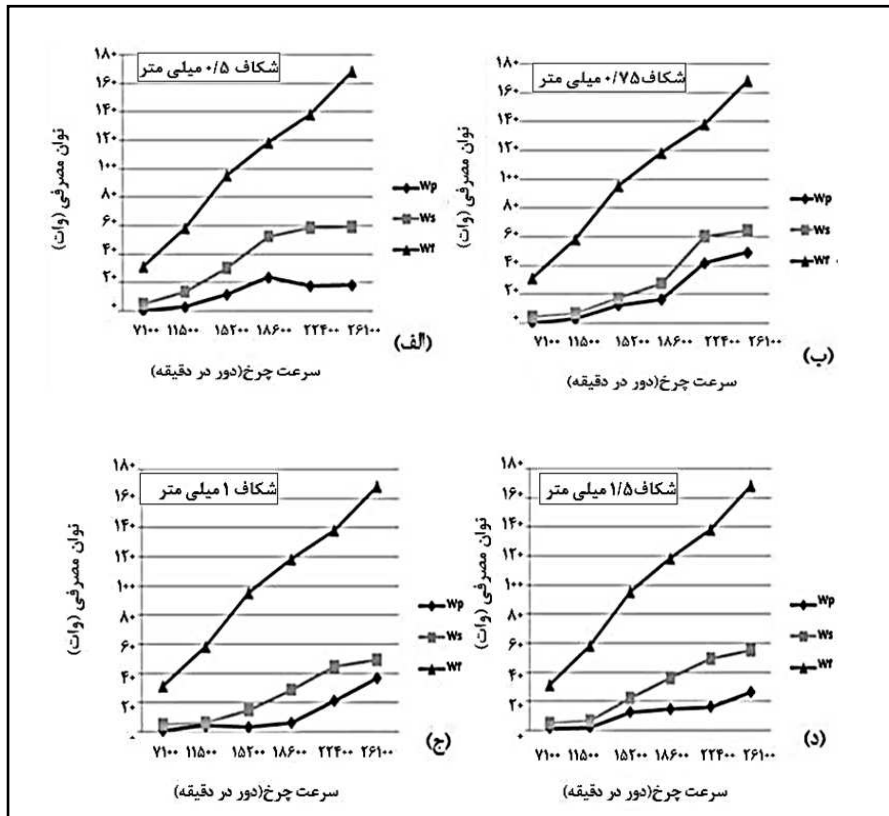 شکاف ۰/۵ میلی متر
۱۸۰
۱۶۰
۱۴۰
۱۲۰
۱۰۰
۸۰
۶۰
۴۰
۲۰
۰
توان مصرفی (وات)
Wp
Ws
Wf
۷۱۰۰ ۱۱۵۰۰ ۱۵۲۰۰ ۱۸۶۰۰ ۲۲۴۰۰ ۲۶۱۰۰
(الف)
سرعت چرخ(دور در دقیقه)
شکاف۰/۷۵ میلی متر
۱۸۰
۱۶۰
۱۴۰
۱۲۰
۱۰۰
۸۰
۶۰
۴۰
۲۰
۰
توان مصرفی (وات)
Wp
Ws
Wf
۷۱۰۰ ۱۱۵۰۰ ۱۵۲۰۰ ۱۸۶۰۰ ۲۲۴۰۰ ۲۶۱۰۰
(ب)
سرعت چرخ(دور در دقیقه)
شکاف ۱ میلی متر
۱۸۰
۱۶۰
۱۴۰
۱۲۰
۱۰۰
۸۰
۶۰
۴۰
۲۰
۰
توان مصرفی (وات)
Wp
Ws
Wf
۷۱۰۰ ۱۱۵۰۰ ۱۵۲۰۰ ۱۸۶۰۰ ۲۲۴۰۰ ۲۶۱۰۰
(ج)
سرعت چرخ(دور در دقیقه)
شکاف۱/۵ میلی متر
۱۸۰
۱۶۰
۱۴۰
۱۲۰
۱۰۰
۸۰
۶۰
۴۰
۲۰
۰
توان مصرفی (وات)
Wp
Ws
Wf
۷۱۰۰ ۱۱۵۰۰ ۱۵۲۰۰ ۱۸۶۰۰ ۲۲۴۰۰ ۲۶۱۰۰
(د)
سرعت چرخ(دور در دقیقه)